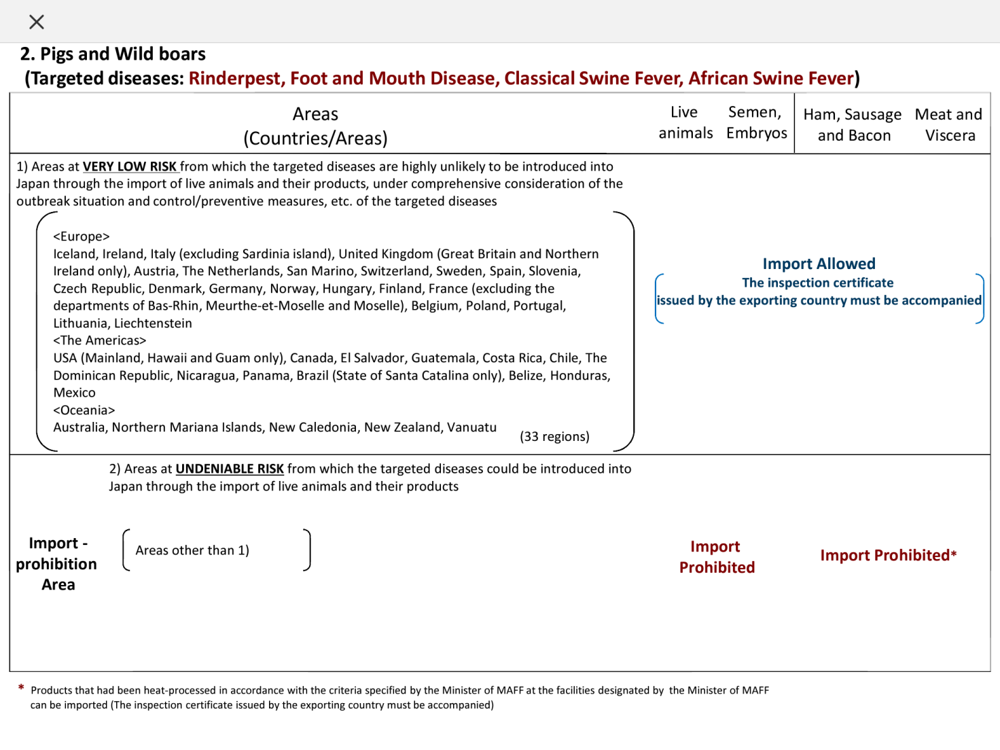 2. Pigs and Wild boars
(Targeted diseases: Rinderpest, Foot and Mouth Disease, Classical Swine Fever, African Swine Fever)
Areas
(Countries/Areas)
Live
animals
Semen,
Embryos
Ham, Sausage
and Bacon
Meat and
Viscera
1) Areas at VERY LOW RISK from which the targeted diseases are highly unlikely to be introduced into
Japan through the import of live animals and their products, under comprehensive consideration of the
outbreak situation and control/preventive measures, etc. of the targeted diseases
<Europe>
Iceland, Ireland, Italy (excluding Sardinia island), United Kingdom (Great Britain and Northern
Ireland only), Austria, The Netherlands, San Marino, Switzerland, Sweden, Spain, Slovenia,
Czech Republic, Denmark, Germany, Norway, Hungary, Finland, France (excluding the
departments of Bas-Rhin, Meurthe-et-Moselle and Moselle), Belgium, Poland, Portugal,
Lithuania, Liechtenstein
<The Americas>
USA (Mainland, Hawaii and Guam only), Canada, El Salvador, Guatemala, Costa Rica, Chile, The
Dominican Republic, Nicaragua, Panama, Brazil (State of Santa Catalina only), Belize, Honduras,
Mexico
<Oceania>
Australia, Northern Mariana Islands, New Caledonia, New Zealand, Vanuatu
(33 regions)
Import Allowed
The inspection certificate
issued by the exporting country must be accompanied
2) Areas at UNDENIABLE RISK from which the targeted diseases could be introduced into
Japan through the import of live animals and their products
Import -
prohibition
Area
Areas other than 1)
Import
Prohibited
Import Prohibited*
* Products that had been heat-processed in accordance with the criteria specified by the Minister of MAFF at the facilities designated by the Minister of MAFF
can be imported (The inspection certificate issued by the exporting country must be accompanied)